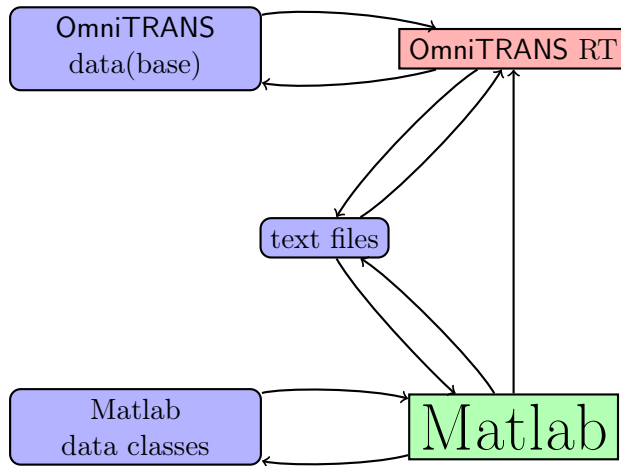 OmniTRANS
data(base)
OmniTRANS RT
text files
Matlab
data classes
Matlab